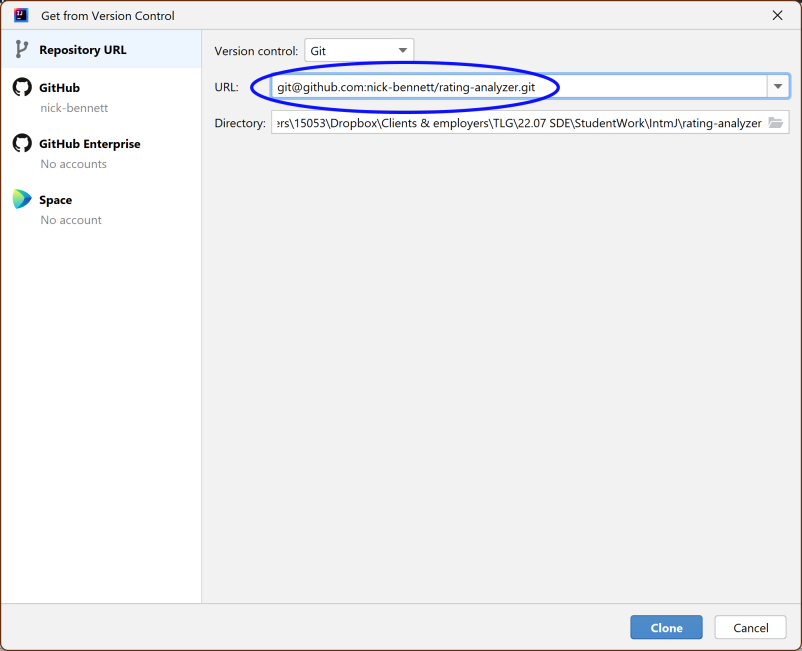 Get from Version Control
Repository URL
GitHub
nick-bennett
GitHub Enterprise
No accounts
Space
No account
Version control: Git
URL: git@github.com:nick-bennett/rating-analyzer.git
Directory: ers\15053\Dropbox\Clients & employers\TLG\22.07 SDE\StudentWork\IntmJ\rating-analyzer
Clone Cancel